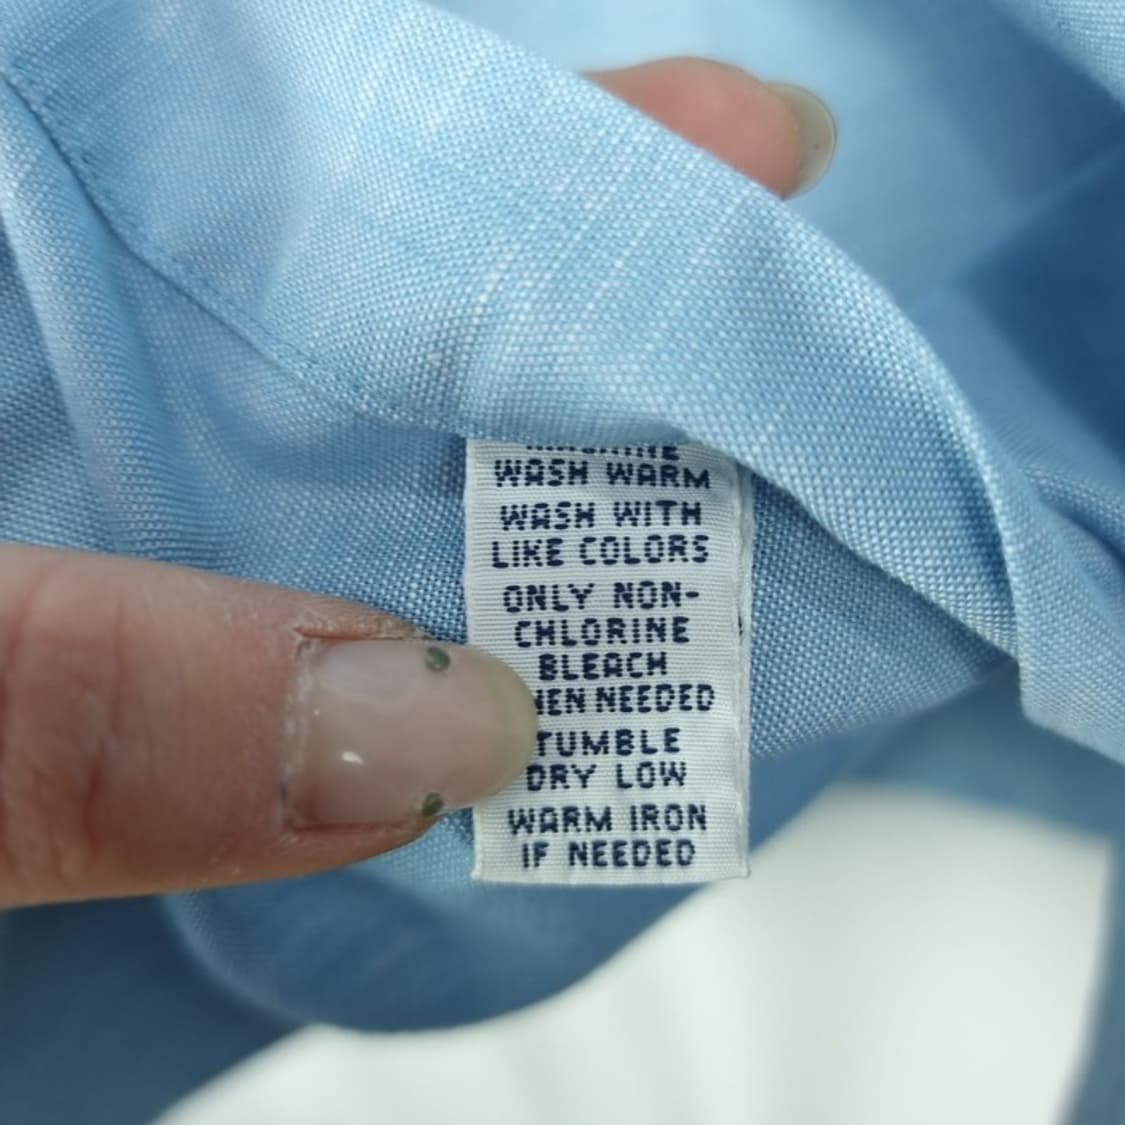 WASH WARM
WASH WITH
LIKE COLORS
ONLY NON-
CHLORINE
BLEACH
NEEDED
TUMBLE
DRY LOW
WARM IRON
IF NEEDED